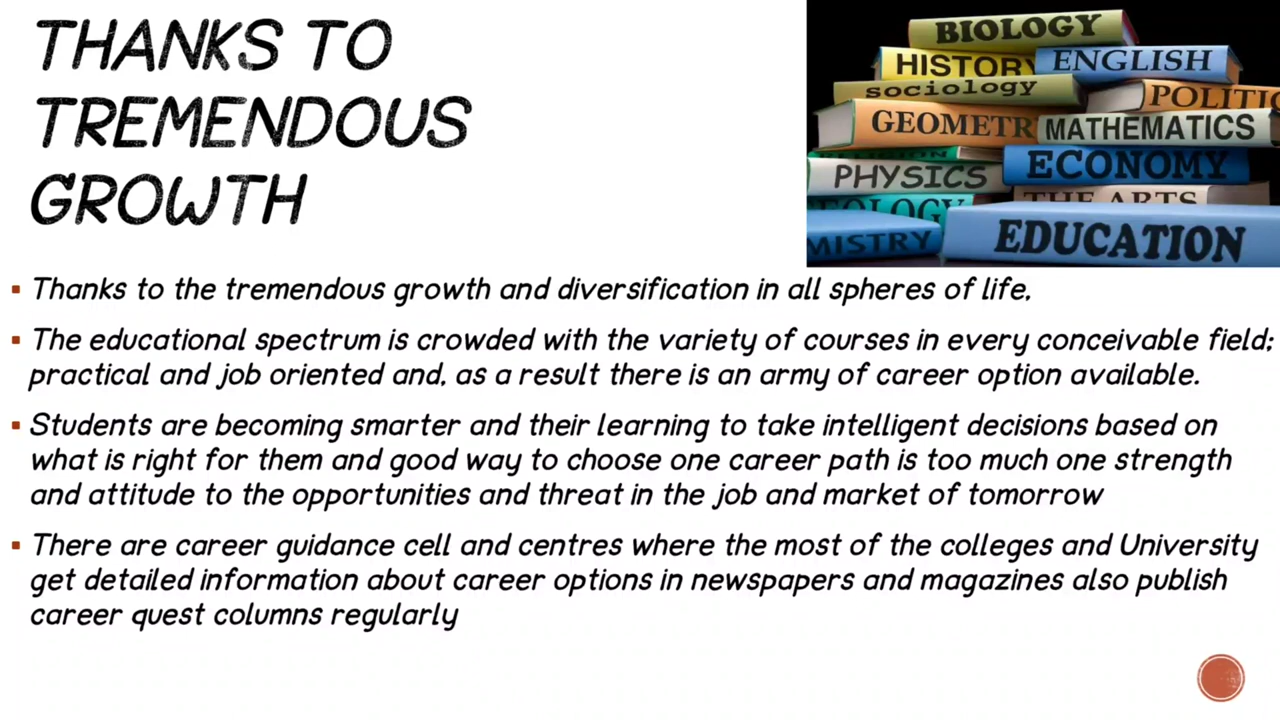 THANKS TO
TREMENDOUS
GROWTH
BIOLOGY
HISTORY
ENGLISH
sociology
POLITIC
GEOMETR
MATHEMATICS
ECONOMY
PHYSICS
THE ARTS
OLOGY
MISTRY
EDUCATION
▪ Thanks to the tremendous growth and diversification in all spheres of life,
▪ The educational spectrum is crowded with the variety of courses in every conceivable field;
practical and job oriented and, as a result there is an army of career option available.
▪ Students are becoming smarter and their learning to take intelligent decisions based on
what is right for them and good way to choose one career path is too much one strength
and attitude to the opportunities and threat in the job and market of tomorrow
▪ There are career guidance cell and centres where the most of the colleges and University
get detailed information about career options in newspapers and magazines also publish
career quest columns regularly